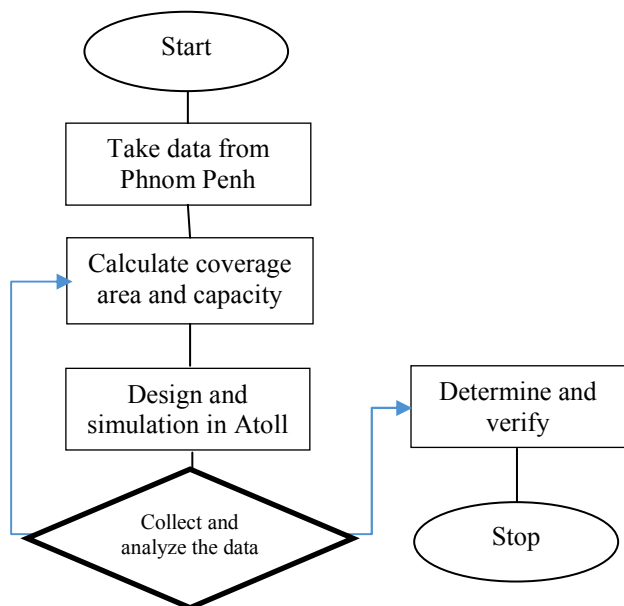 Start
Take data from
Phnom Penh
Calculate coverage
area and capacity
Design and
simulation in Atoll
Collect and
analyze the data
Determine and
verify
Stop